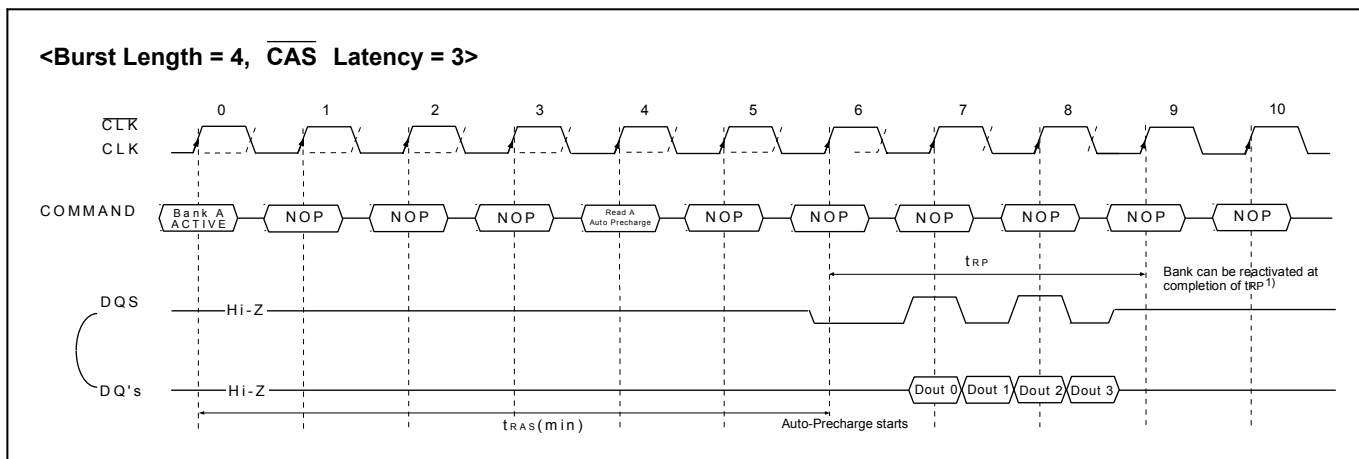 <Burst Length = 4, CAS Latency = 3>
0 1 2 3 4 5 6 7 8 9 10
CLK
CLK
COMMAND
Bank A
ACTIVE
NOP
NOP
NOP
Read A
Auto Precharge
NOP
NOP
NOP
NOP
NOP
NOP
tRP
Bank can be reactivated at
completion of tRP1)
DQS
Hi-Z
DQ's
Hi-Z
Dout 0 Dout 1 Dout 2 Dout 3
tRAS(min)
Auto-Precharge starts